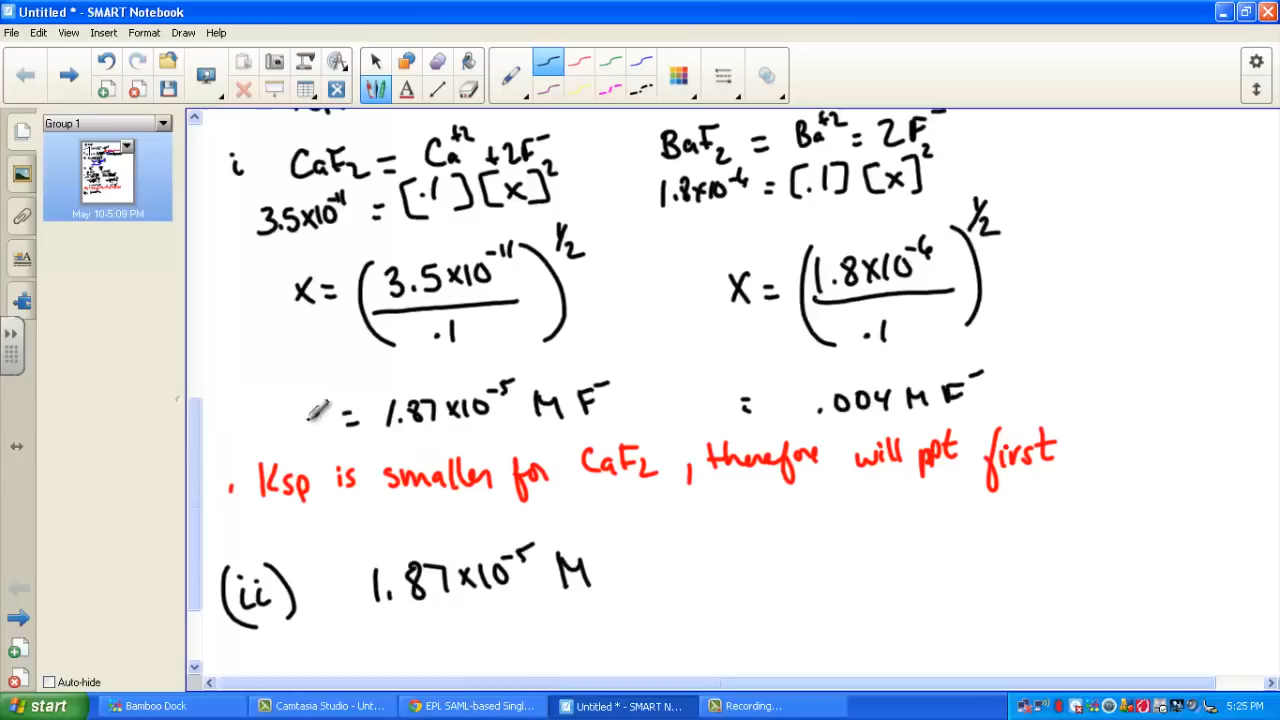 Untitled * - SMART Notebook
File Edit View Insert Format Draw Help
Group 1
May 10-5:09 PM
i CaF2 = Ca+2 + 2F-
3.5x10-11 = [.1] [x]2
x = (3.5x10-11 / .1)1/2
= 1.87x10-5 M F-
BaF2 = Ba+2 = 2F-
1.8x10-6 = [.1] [x]2
x = (1.8x10-6 / .1)1/2
= .004 M F-
. Ksp is smaller for CaF2, therefore will ppt first
(ii) 1.87x10-5 M
Auto-hide
start Bamboo Dock Camtasia Studio - Unt... EPL SAML-based Singl... Untitled * - SMART N... Recording... 5:25 PM